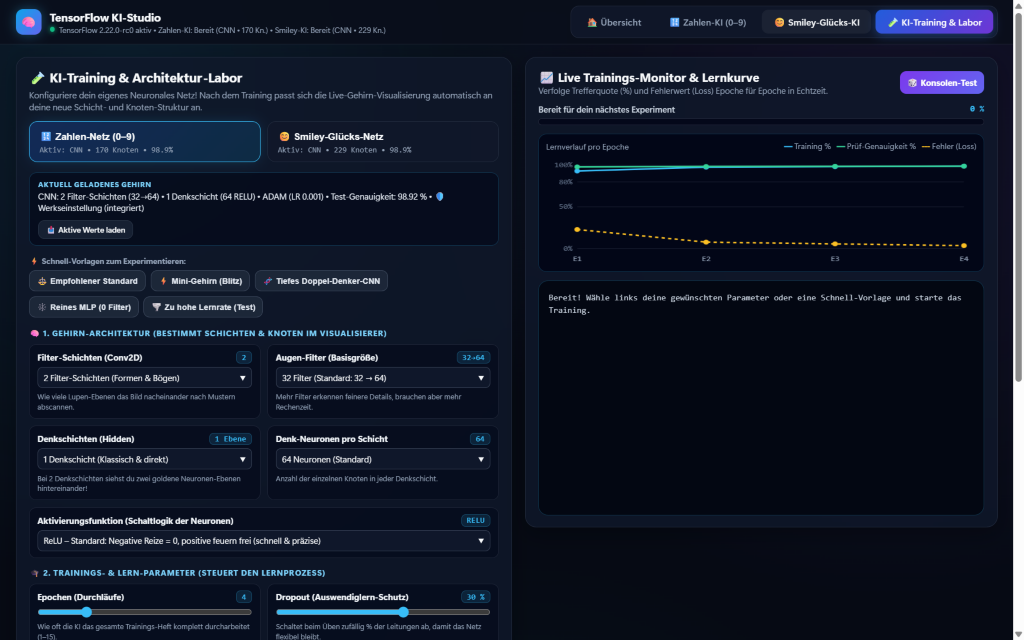 TensorFlow KI-Studio
TensorFlow 2.22.0-rc0 aktiv • Zahlen-KI: Bereit (CNN • 170 Kn.) • Smiley-KI: Bereit (CNN • 229 Kn.)
Übersicht
Zahlen-KI (0–9)
Smiley-Glücks-KI
KI-Training & Labor
KI-Training & Architektur-Labor
Konfiguriere dein eigenes Neuronales Netz! Nach dem Training passt sich die Live-Gehirn-Visualisierung automatisch an
deine neue Schicht- und Knoten-Struktur an.
Zahlen-Netz (0–9)
Aktiv: CNN • 170 Knoten • 98.9%
Smiley-Glücks-Netz
Aktiv: CNN • 229 Knoten • 98.9%
AKTUELL GELADENES GEHIRN
CNN: 2 Filter-Schichten (32→64) • 1 Denkschicht (64 RELU) • ADAM (LR 0.001) • Test-Genauigkeit: 98.92 % •
Werkseinstellung (integriert)
Aktive Werte laden
Schnell-Vorlagen zum Experimentieren:
Empfohlener Standard
Mini-Gehirn (Blitz)
Tiefes Doppel-Denker-CNN
Reines MLP (0 Filter)
Zu hohe Lernrate (Test)
1. GEHIRN-ARCHITEKTUR (BESTIMMT SCHICHTEN & KNOTEN IM VISUALISIERER)
Filter-Schichten (Conv2D)
2
2 Filter-Schichten (Formen & Bögen)
Wie viele Lupen-Ebenen das Bild nacheinander nach Mustern
abscannen.
Augen-Filter (Basisgröße)
32→64
32 Filter (Standard: 32 → 64)
Mehr Filter erkennen feinere Details, brauchen aber mehr
Rechenzeit.
Denkschichten (Hidden)
1 Ebene
1 Denkschicht (Klassisch & direkt)
Bei 2 Denkschichten siehst du zwei goldene Neuronen-Ebenen
hintereinander!
Denk-Neuronen pro Schicht
64
64 Neuronen (Standard)
Anzahl der einzelnen Knoten in jeder Denkschicht.
Aktivierungsfunktion (Schaltlogik der Neuronen)
RELU
ReLU – Standard: Negative Reize = 0, positive feuern frei (schnell & präzise)
2. TRAININGS- & LERN-PARAMETER (STEUERT DEN LERNPROZESS)
Epochen (Durchläufe)
4
Wie oft die KI das gesamte Trainings-Heft komplett durcharbeitet
(1–15).
Dropout (Auswendiglern-Schutz)
30 %
Schaltet beim Üben zufällig % der Leitungen ab, damit das Netz
flexibel bleibt.
Live Trainings-Monitor & Lernkurve
Verfolge Trefferquote (%) und Fehlerwert (Loss) Epoche für Epoche in Echtzeit.
Konsolen-Test
Bereit für dein nächstes Experiment
0 %
Lernverlauf pro Epoche
Training %
Prüf-Genauigkeit %
Fehler (Loss)
100%
80%
50%
0%
E1
E2
E3
E4
Bereit! Wähle links deine gewünschten Parameter oder eine Schnell-Vorlage und starte das
Training.